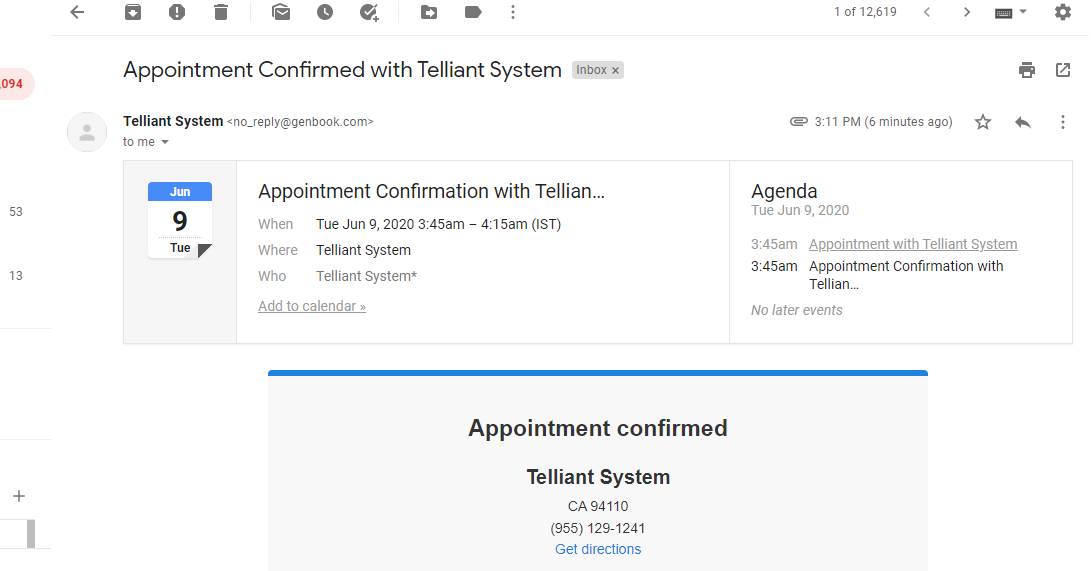 1 of 12,619
Appointment Confirmed with Telliant System Inbox x
,094
Telliant System <no_reply@genbook.com>
3:11 PM (6 minutes ago)
to me
Jun
9
Tue
Appointment Confirmation with Tellian...
When Tue Jun 9, 2020 3:45am – 4:15am (IST)
Where Telliant System
Who Telliant System*
Add to calendar »
Agenda
Tue Jun 9, 2020
3:45am Appointment with Telliant System
3:45am Appointment Confirmation with
Tellian...
No later events
53
13
Appointment confirmed
Telliant System
CA 94110
(955) 129-1241
Get directions